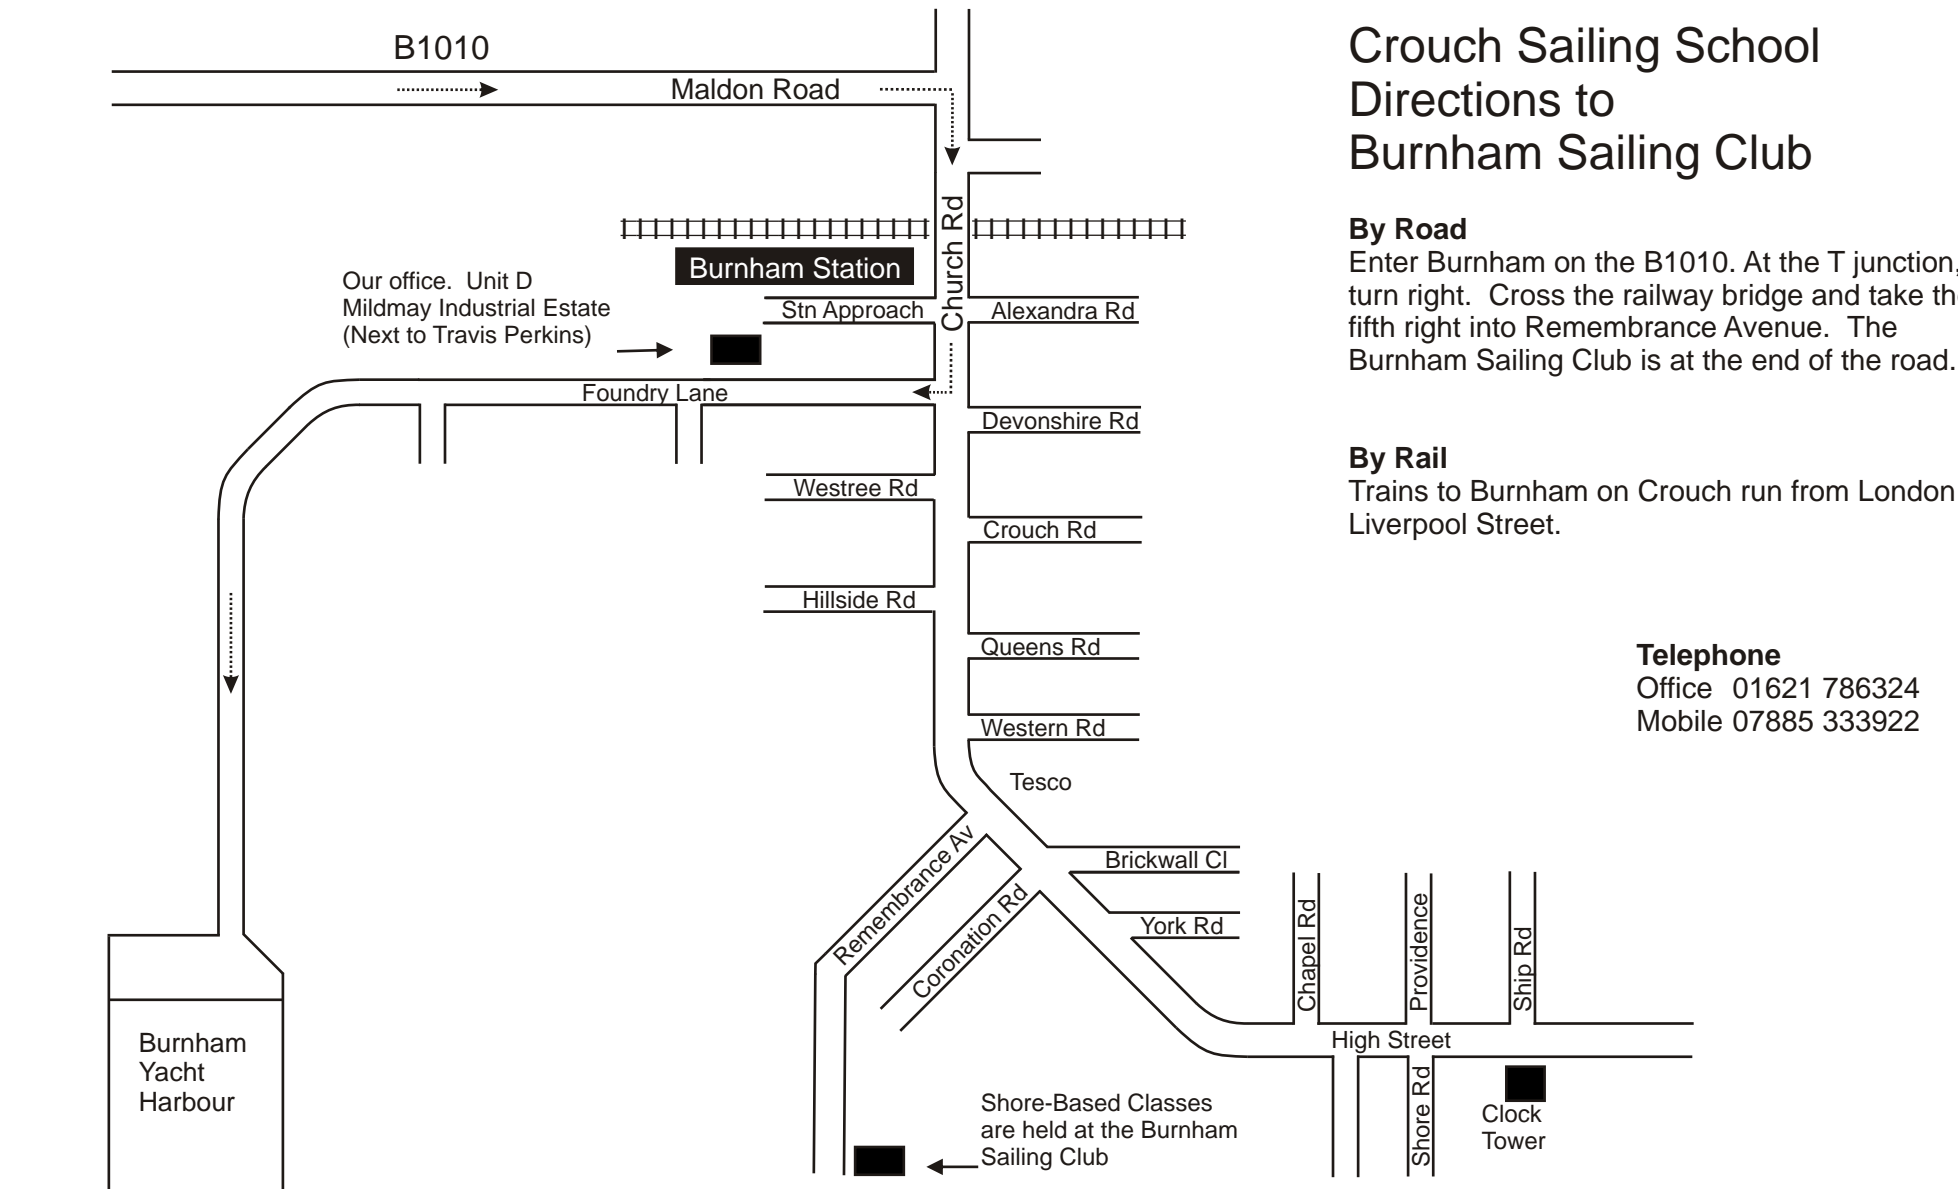 B1010
Maldon Road
Crouch Sailing School
Directions to
Burnham Sailing Club
By Road
Enter Burnham on the B1010. At the T junction,
turn right. Cross the railway bridge and take the
fifth right into Remembrance Avenue. The
Burnham Sailing Club is at the end of the road.
By Rail
Trains to Burnham on Crouch run from London
Liverpool Street.
Telephone
Office 01621 786324
Mobile 07885 333922
Church Rd
Burnham Station
Our office. Unit D
Mildmay Industrial Estate
(Next to Travis Perkins)
Stn Approach
Alexandra Rd
Foundry Lane
Devonshire Rd
Westree Rd
Crouch Rd
Hillside Rd
Queens Rd
Western Rd
Tesco
Remembrance Av
Brickwall Cl
Coronation Rd
York Rd
Chapel Rd
Providence
Ship Rd
High Street
Burnham
Yacht
Harbour
Shore-Based Classes
are held at the Burnham
Sailing Club
Shore Rd
Clock
Tower